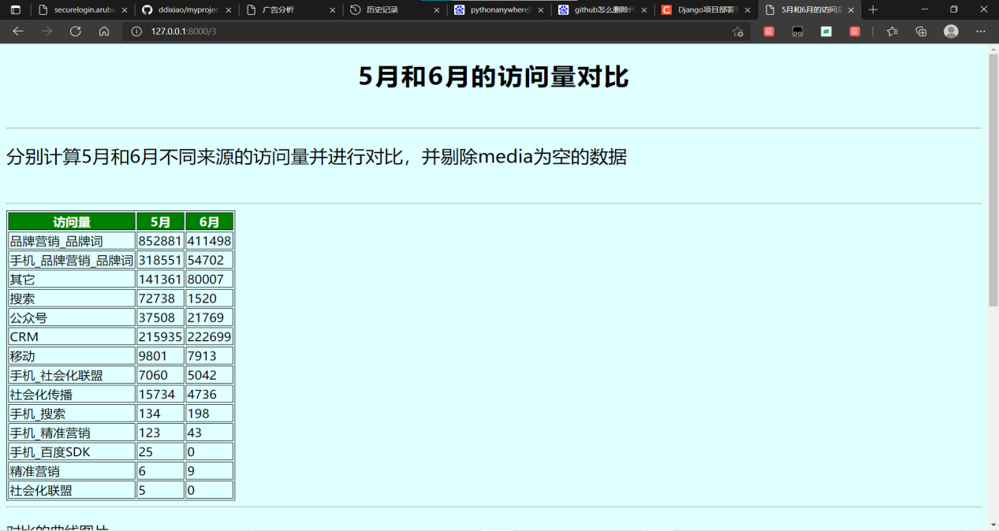 securelogin.aruba
ddixiao/myprojec
广告分析
历史记录
pythonanywhere
github怎么删除
Django项目部署
5月和6月的访问
127.0.0.1:8000/3
5月和6月的访问量对比
分别计算5月和6月不同来源的访问量并进行对比，并剔除media为空的数据
访问量 5月 6月
品牌营销_品牌词 852881 411498
手机_品牌营销_品牌词 318551 54702
其它 141361 80007
搜索 72738 1520
公众号 37508 21769
CRM 215935 222699
移动 9801 7913
手机_社会化联盟 7060 5042
社会化传播 15734 4736
手机_搜索 134 198
手机_精准营销 123 43
手机_百度SDK 25 0
精准营销 6 9
社会化联盟 5 0
对比的曲线图片